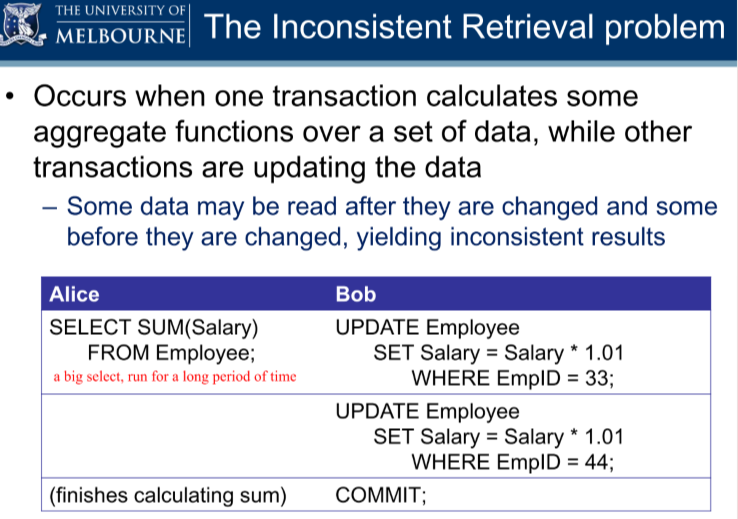 THE UNIVERSITY OF
MELBOURNE
The Inconsistent Retrieval problem
• Occurs when one transaction calculates some
aggregate functions over a set of data, while other
transactions are updating the data
– Some data may be read after they are changed and some
before they are changed, yielding inconsistent results
Alice Bob
SELECT SUM(Salary) UPDATE Employee
FROM Employee; SET Salary = Salary * 1.01
a big select, run for a long period of time WHERE EmpID = 33;
UPDATE Employee
SET Salary = Salary * 1.01
WHERE EmpID = 44;
(finishes calculating sum) COMMIT;